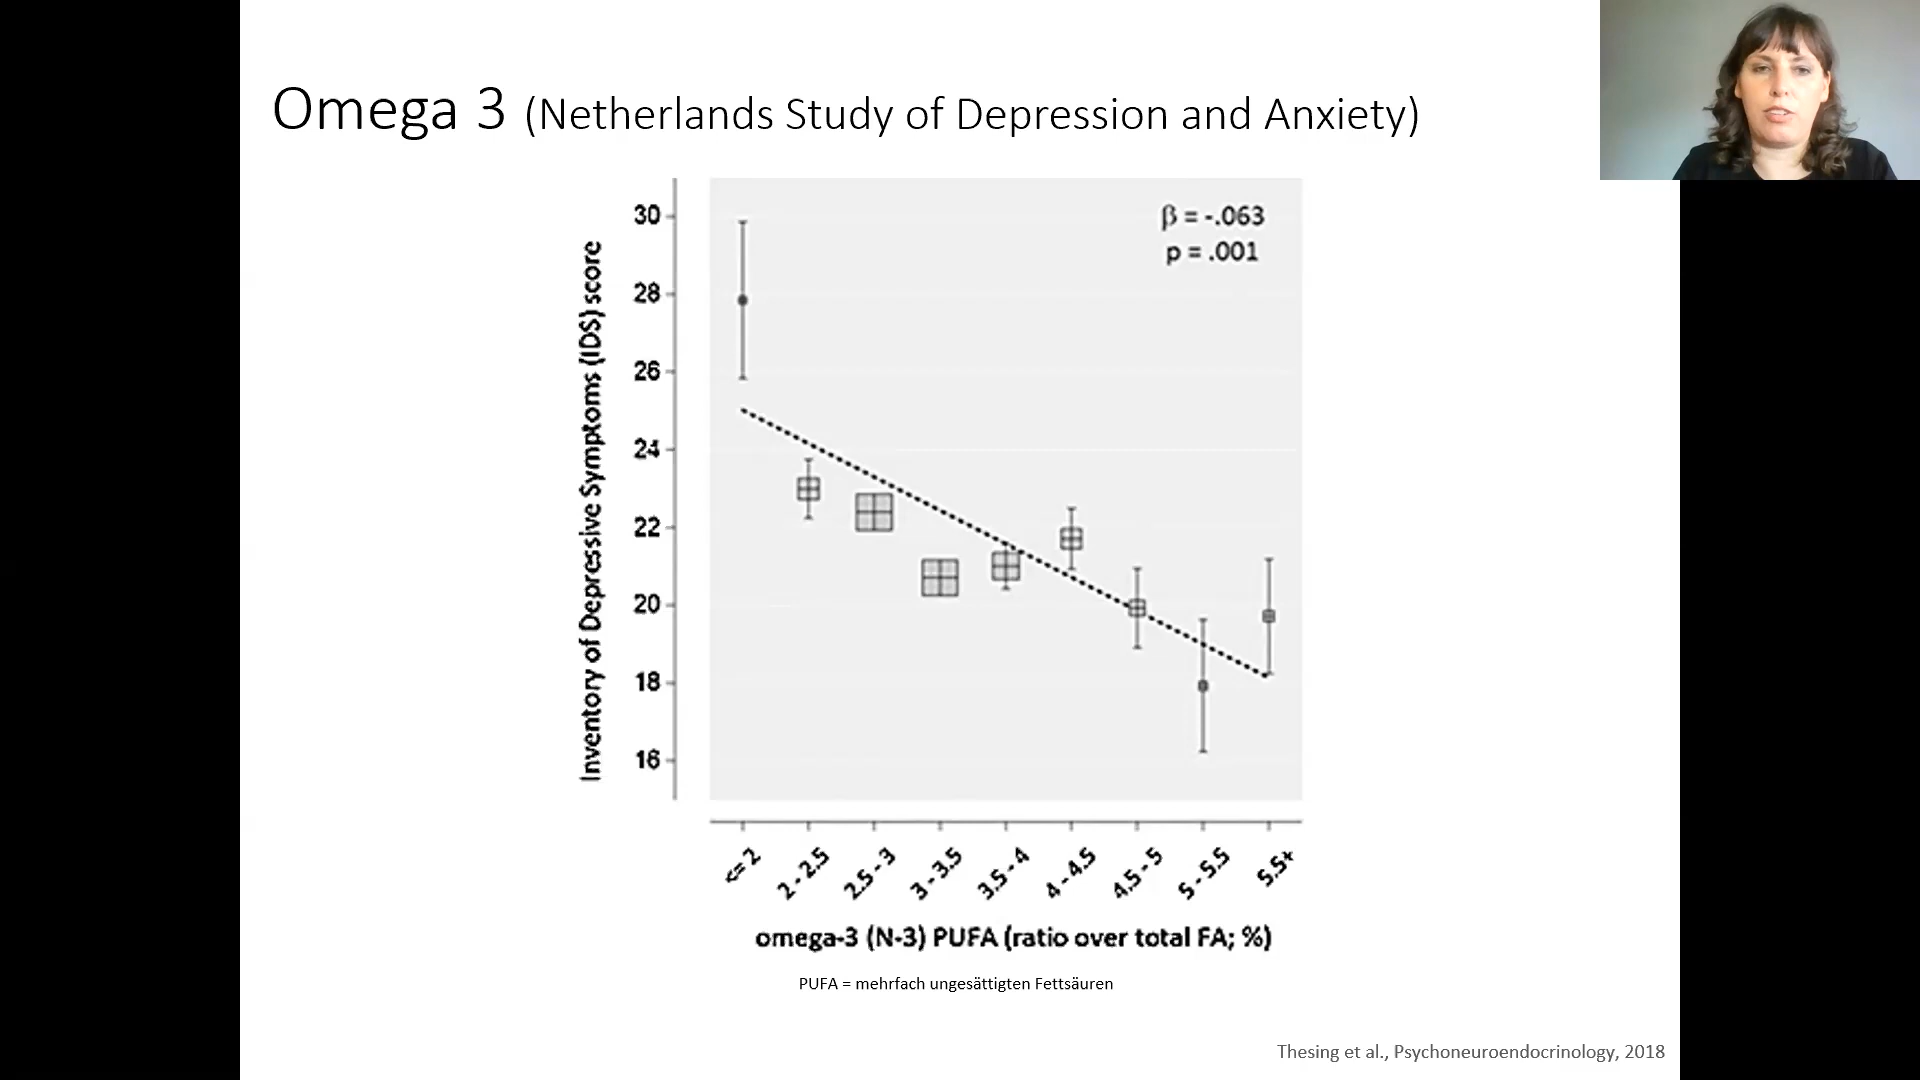 Omega 3 (Netherlands Study of Depression and Anxiety)
β = -.063
p = .001
Inventory of Depressive Symptoms (IDS) score
30
28
26
24
22
20
18
16
<= 2
2 - 2.5
2.5 - 3
3 - 3.5
3.5 - 4
4 - 4.5
4.5 - 5
5 - 5.5
5.5+
omega-3 (N-3) PUFA (ratio over total FA; %)
PUFA = mehrfach ungesättigten Fettsäuren
Thesing et al., Psychoneuroendocrinology, 2018